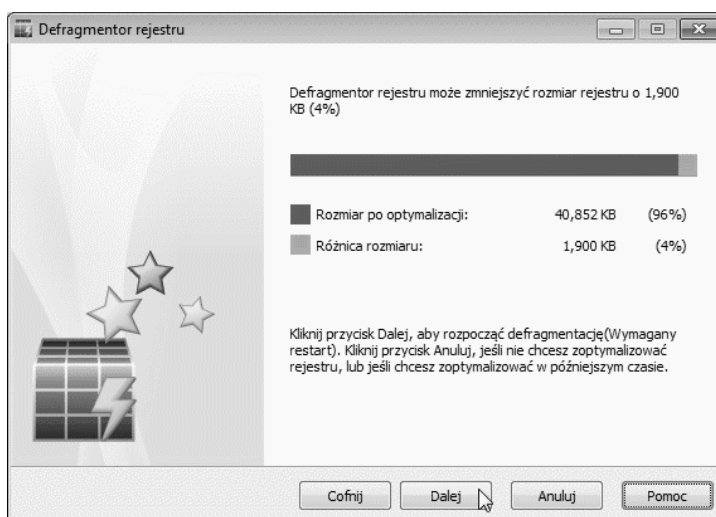 Defragmentor rejestru
Defragmentor rejestru może zmniejszyć rozmiar rejestru o 1,900
KB (4%)
Rozmiar po optymalizacji: 40,852 KB (96%)
Różnica rozmiaru: 1,900 KB (4%)
Kliknij przycisk Dalej, aby rozpocząć defragmentację(Wymagany
restart). Kliknij przycisk Anuluj, jeśli nie chcesz zoptymalizować
rejestru, lub jeśli chcesz zoptymalizować w późniejszym czasie.
Cofnij Dalej Anuluj Pomoc